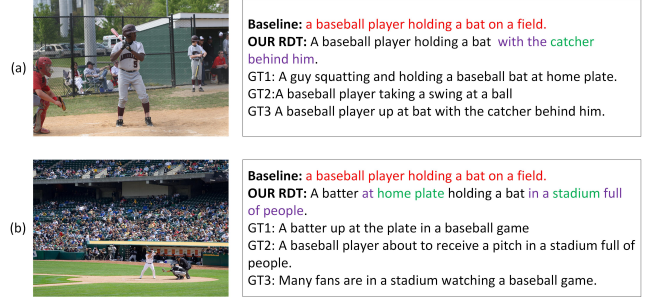 (a)
Baseline: a baseball player holding a bat on a field.
OUR RDT: A baseball player holding a bat with the catcher
behind him.
GT1: A guy squatting and holding a baseball bat at home plate.
GT2:A baseball player taking a swing at a ball
GT3 A baseball player up at bat with the catcher behind him.
(b)
Baseline: a baseball player holding a bat on a field.
OUR RDT: A batter at home plate holding a bat in a stadium full
of people.
GT1: A batter up at the plate in a baseball game
GT2: A baseball player about to receive a pitch in a stadium full of
people.
GT3: Many fans are in a stadium watching a baseball game.